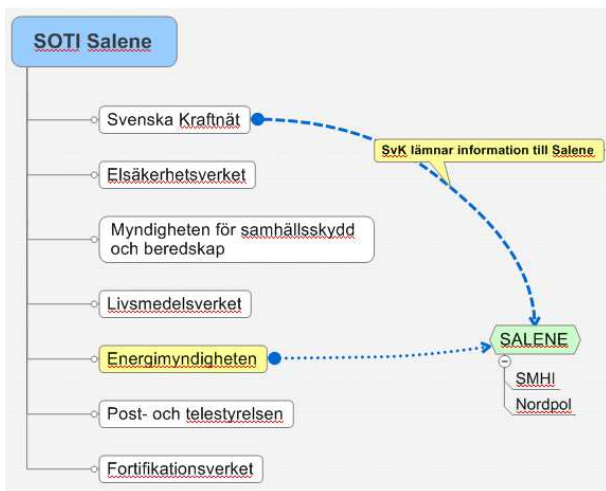 SOTI Salene
Svenska Kraftnät
SvK lämnar information till Salene
Elsäkerhetsverket
Myndigheten för samhällsskydd
och beredskap
Livsmedelsverket
SALENE
Energimyndigheten
SMHI
Nordpol
Post- och telestyrelsen
Fortifikationsverket